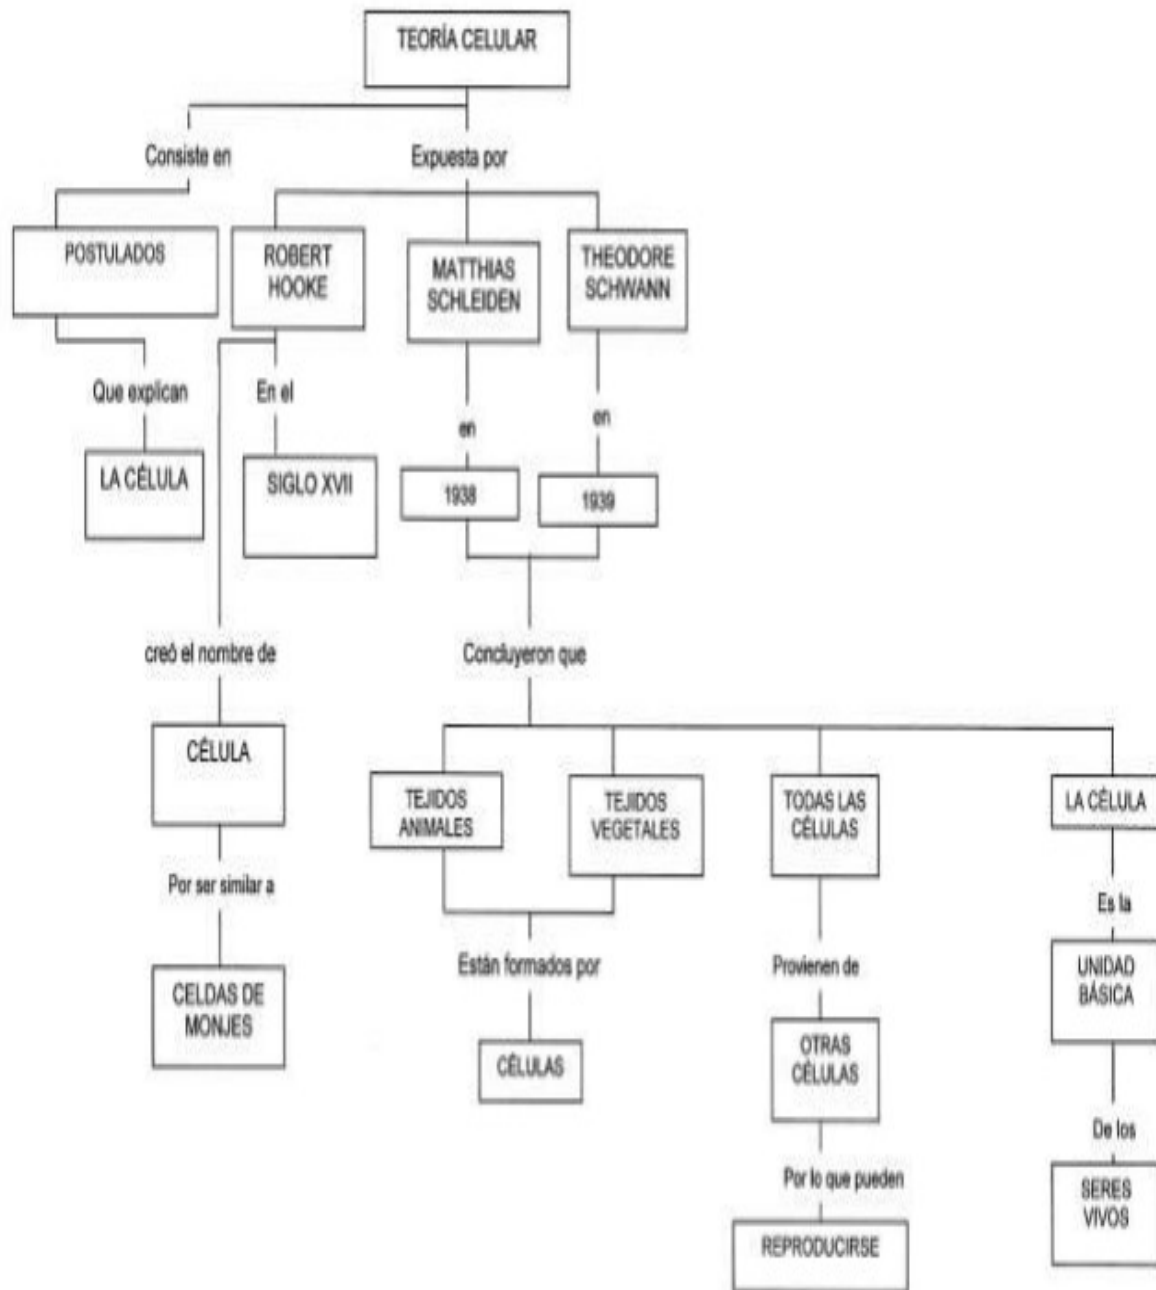 TEORÍA CELULAR
Consiste en
Expuesta por
POSTULADOS
ROBERT
HOOKE
MATTHIAS
SCHLEIDEN
THEODORE
SCHWANN
Que explican
En el
en
en
LA CÉLULA
SIGLO XVII
1938
1939
creó el nombre de
Concluyeron que
CÉLULA
TEJIDOS
ANIMALES
TEJIDOS
VEGETALES
TODAS LAS
CÉLULAS
LA CÉLULA
Por ser similar a
Es la
CELDAS DE
MONJES
Están formados por
Provienen de
UNIDAD
BÁSICA
CÉLULAS
OTRAS
CÉLULAS
De los
Por lo que pueden
SERES
VIVOS
REPRODUCIRSE